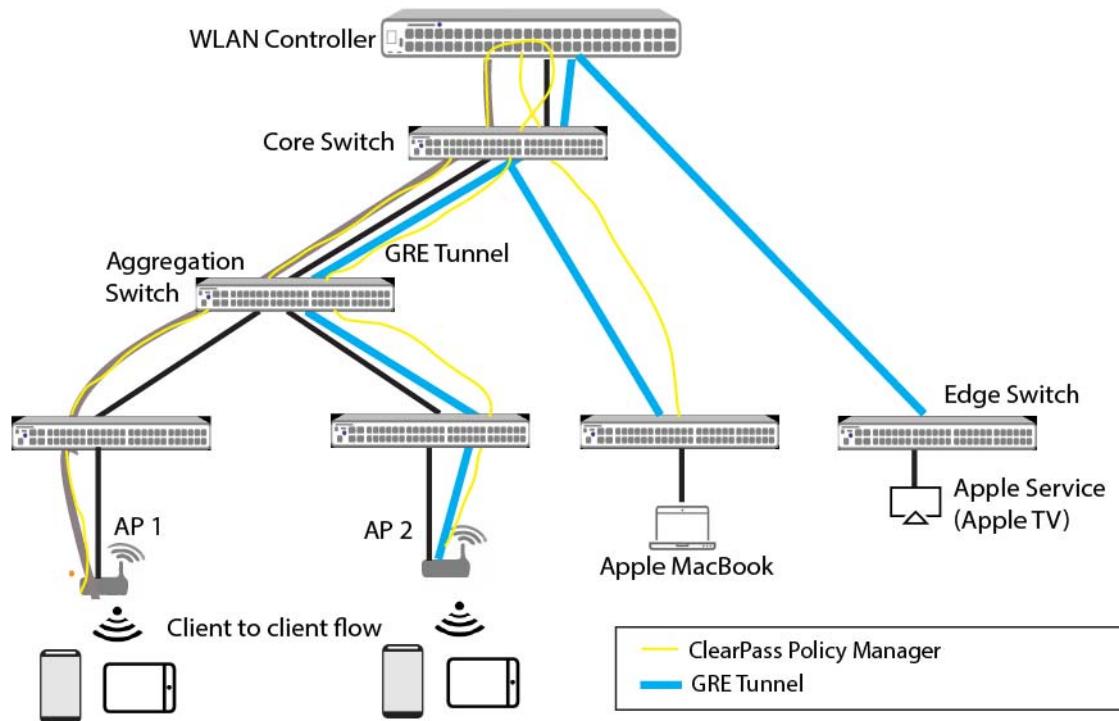 WLAN Controller
Core Switch
Aggregation
Switch
GRE Tunnel
Edge Switch
AP 1
AP 2
Apple MacBook
Apple Service
(Apple TV)
Client to client flow
ClearPass Policy Manager
GRE Tunnel